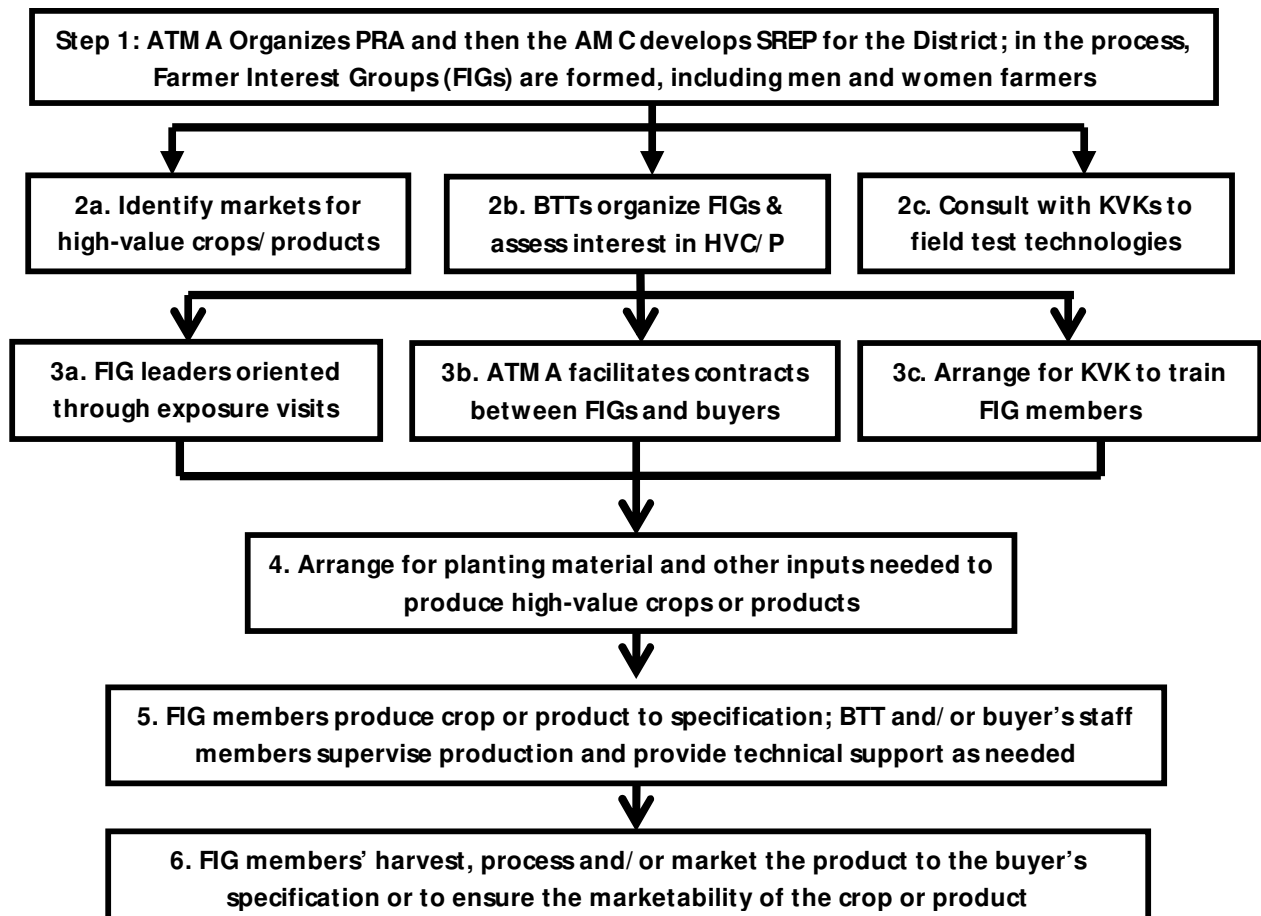 Step 1: ATMA Organizes PRA and then the AMC develops SREP for the District; in the process,
Farmer Interest Groups (FIGs) are formed, including men and women farmers
2a. Identify markets for
high-value crops/ products
2b. BTTs organize FIGs &
assess interest in HVC/ P
2c. Consult with KVKs to
field test technologies
3a. FIG leaders oriented
through exposure visits
3b. ATMA facilitates contracts
between FIGs and buyers
3c. Arrange for KVK to train
FIG members
4. Arrange for planting material and other inputs needed to
produce high-value crops or products
5. FIG members produce crop or product to specification; BTT and/ or buyer's staff
members supervise production and provide technical support as needed
6. FIG members' harvest, process and/ or market the product to the buyer's
specification or to ensure the marketability of the crop or product